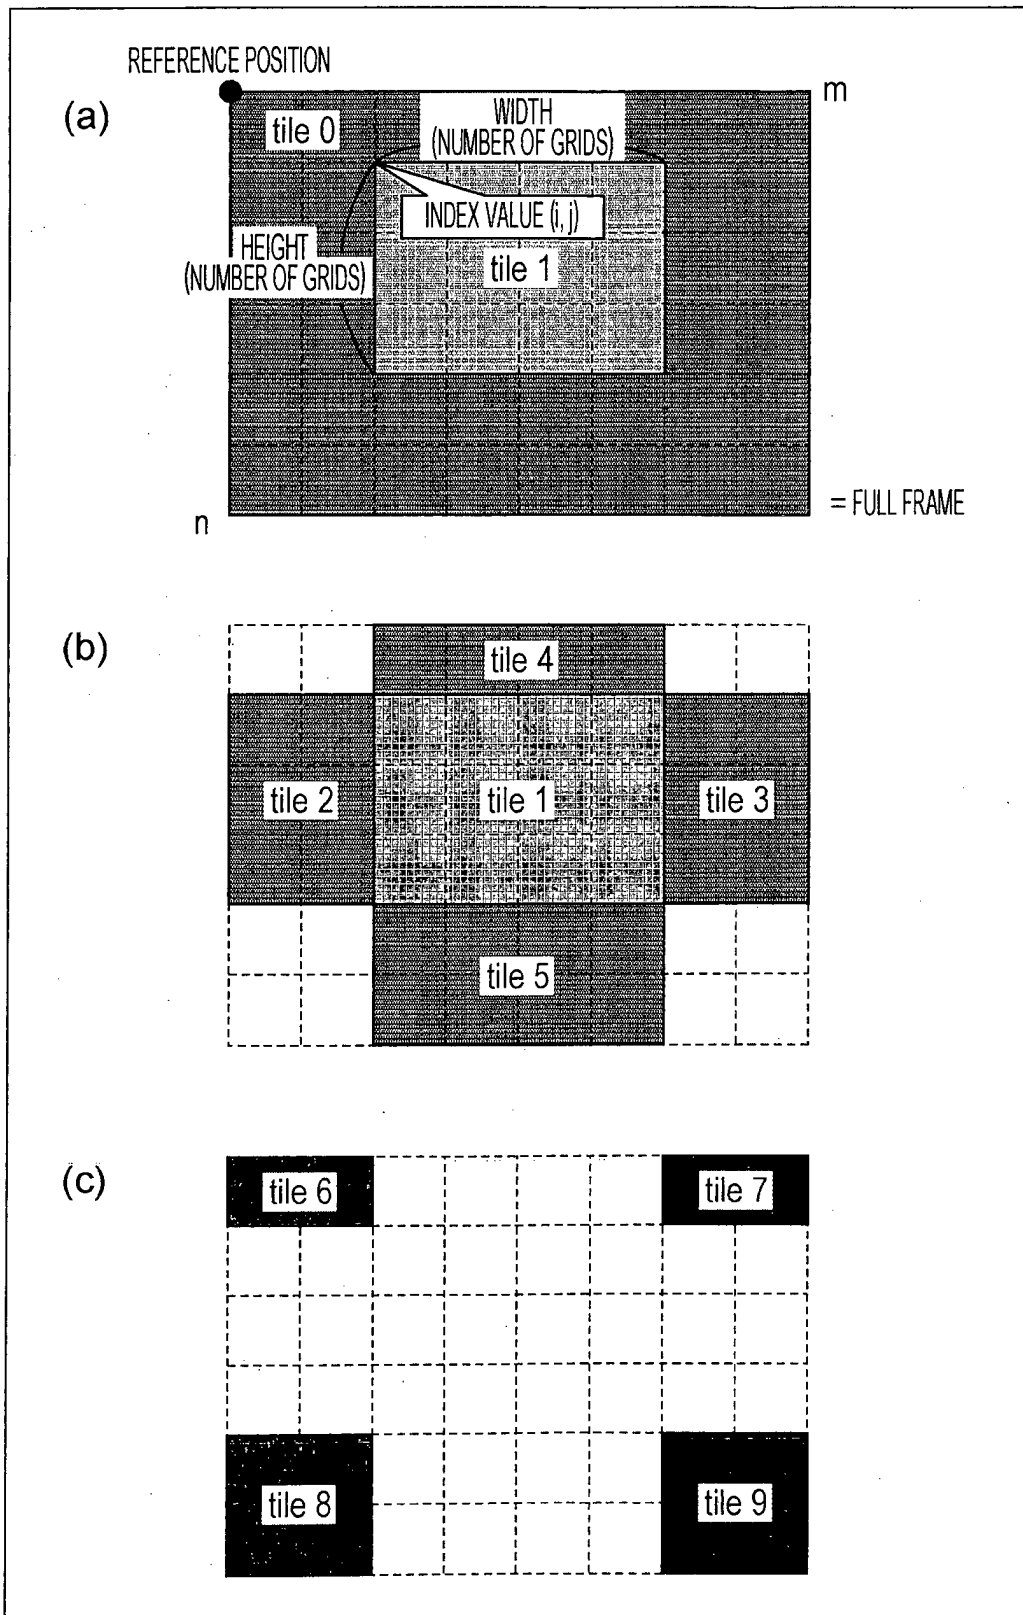 REFERENCE POSITION
(a)
m
tile 0
WIDTH
(NUMBER OF GRIDS)
INDEX VALUE (i, j)
HEIGHT
(NUMBER OF GRIDS)
tile 1
n
= FULL FRAME
(b)
tile 4
tile 2
tile 1
tile 3
tile 5
(c)
tile 6
tile 7
tile 8
tile 9